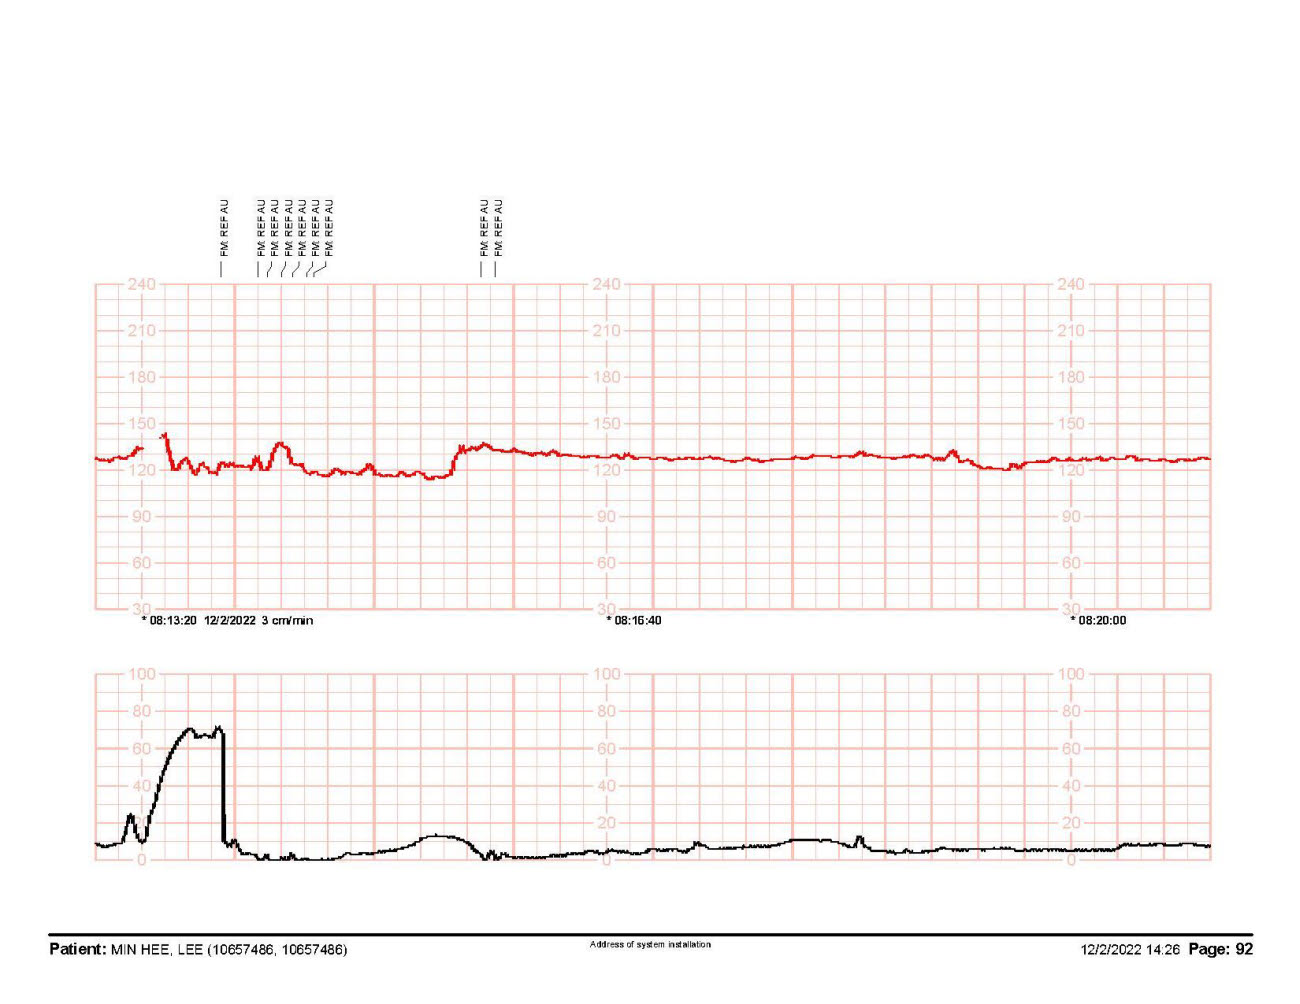 FM: REF AU
FM: REF AU
FM: REF AU
FM: REF AU
FM: REF AU
FM: REF AU
FM: REF AU
FM: REF AU
FM: REF AU
240 240 240
210 210 210
180 180 180
150 150 150
120 120 120
90 90 90
60 60 60
30 30 30
* 08:13:20 12/2/2022 3 cm/min * 08:16:40 * 08:20:00
100 100 100
80 80 80
60 60 60
40 40 40
20 20
0 0 0
Patient: MIN HEE, LEE (10657486, 10657486) Address of system installation 12/2/2022 14:26 Page: 92